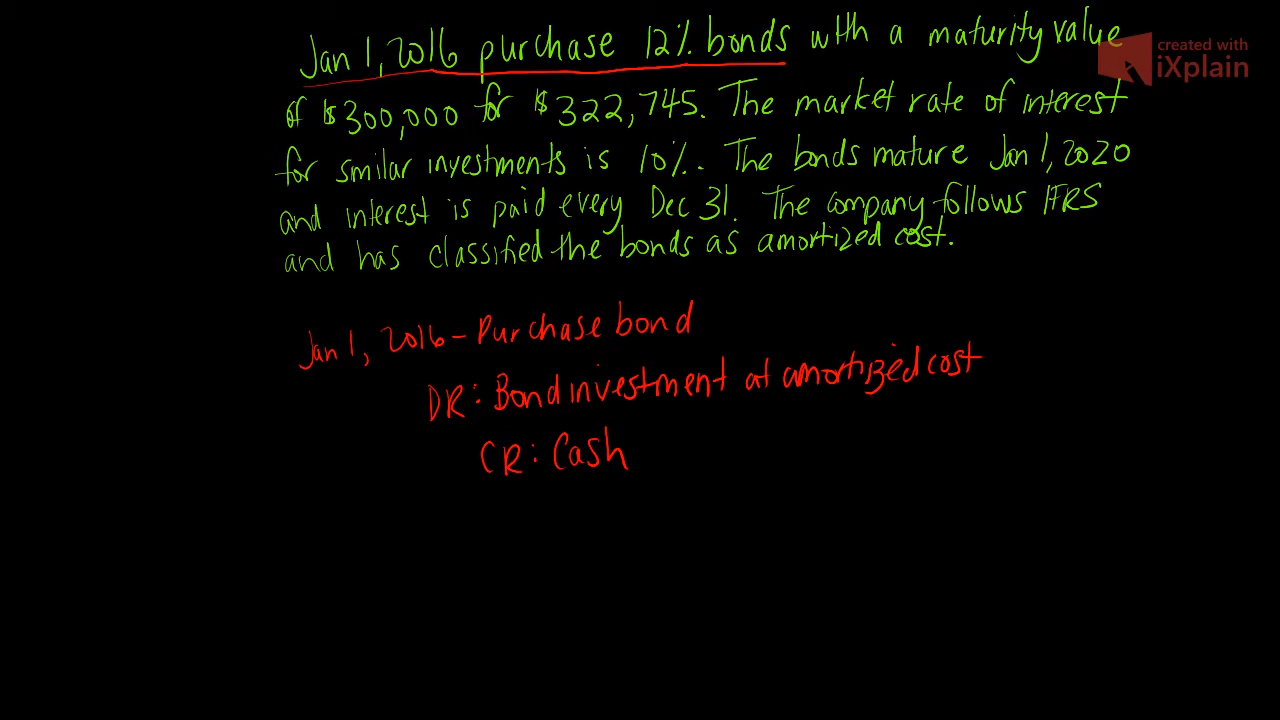 Jan 1, 2016 purchase 12% bonds with a maturity value
of $300,000 for $322,745. The market rate of interest
for similar investments is 10%. The bonds mature Jan 1, 2020
and interest is paid every Dec 31. The company follows IFRS
and has classified the bonds as amortized cost.
Jan 1, 2016 - Purchase bond
DR: Bond investment at amortized cost
CR: Cash
created with
iXplain